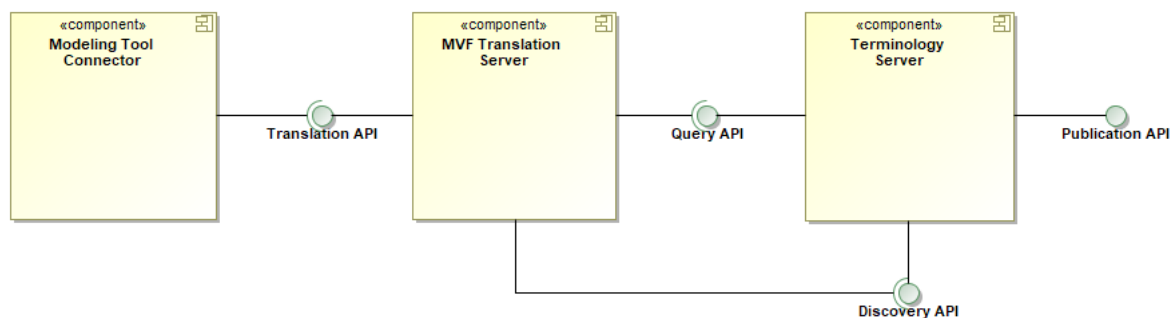 «component»
Modeling Tool
Connector
«component»
MVF Translation
Server
«component»
Terminology
Server
Translation API
Query API
Publication API
Discovery API